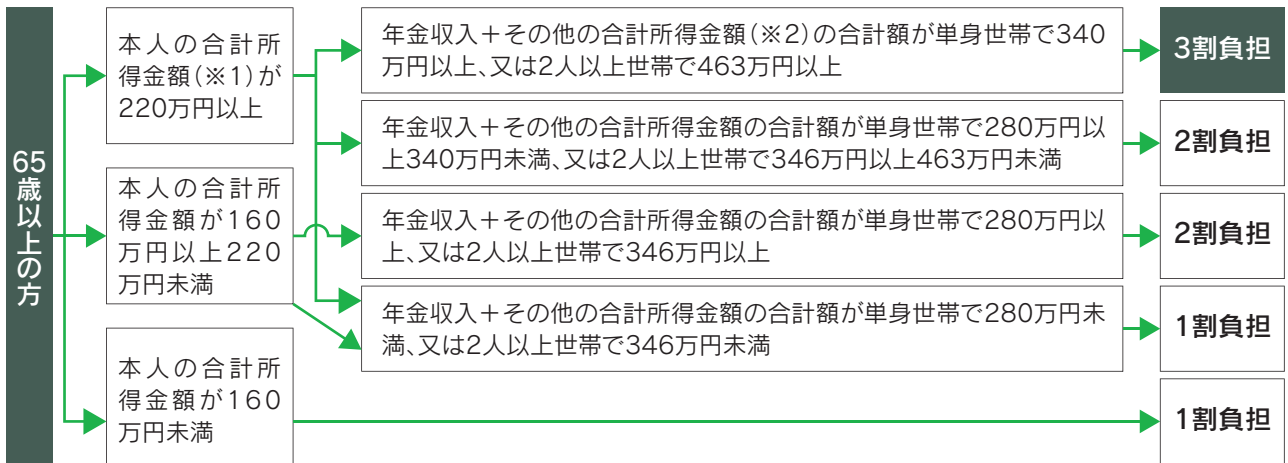 65歳以上の方
本人の合計所
得金額(※1)が
220万円以上
年金収入+その他の合計所得金額(※2)の合計額が単身世帯で340
万円以上、又は2人以上世帯で463万円以上
3割負担
年金収入+その他の合計所得金額の合計額が単身世帯で280万円以
上340万円未満、又は2人以上世帯で346万円以上463万円未満
2割負担
本人の合計所
得金額が160
万円以上220
万円未満
年金収入+その他の合計所得金額の合計額が単身世帯で280万円以
上、又は2人以上世帯で346万円以上
2割負担
年金収入+その他の合計所得金額の合計額が単身世帯で280万円未
満、又は2人以上世帯で346万円未満
1割負担
本人の合計所
得金額が160
万円未満
1割負担